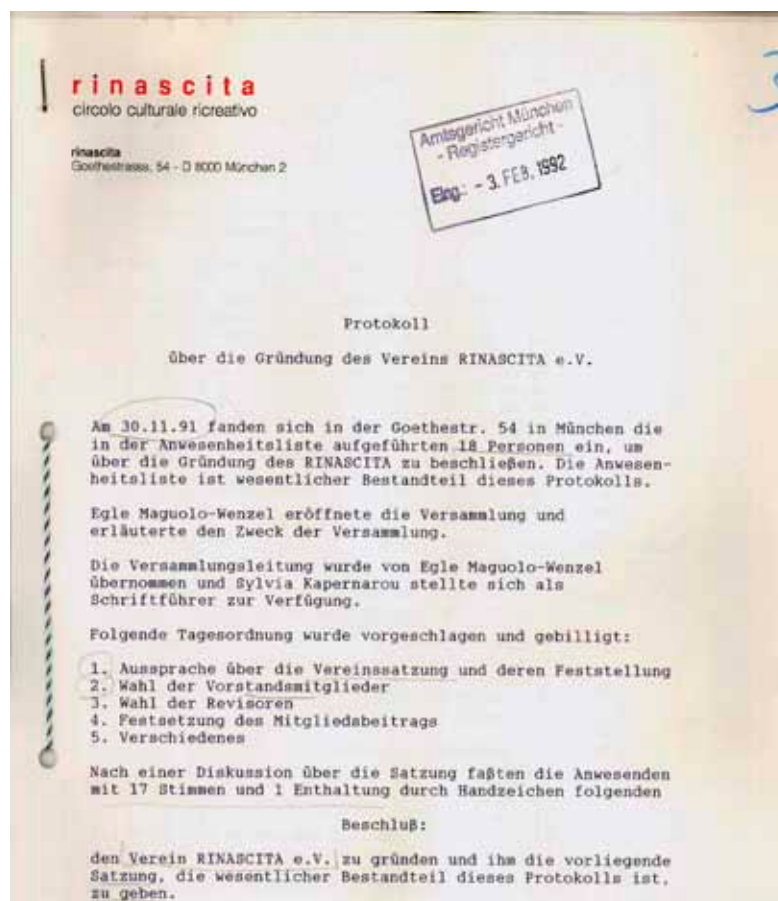 rinascita
circolo culturale ricreativo
rinascita
Goethestrasse, 54 - D 8000 München 2
Amtsgericht München
- Registergericht -
Eing.: - 3. FEB. 1992
3
Protokoll
über die Gründung des Vereins RINASCITA e.V.
Am 30.11.91 fanden sich in der Goethestr. 54 in München die
in der Anwesenheitsliste aufgeführten 18 Personen ein, um
über die Gründung des RINASCITA zu beschließen. Die Anwesen-
heitsliste ist wesentlicher Bestandteil dieses Protokolls.
Egle Maguolo-Wenzel eröffnete die Versammlung und
erläuterte den Zweck der Versammlung.
Die Versammlungsleitung wurde von Egle Maguolo-Wenzel
übernommen und Sylvia Kapernarou stellte sich als
Schriftführer zur Verfügung.
Folgende Tagesordnung wurde vorgeschlagen und gebilligt:
1. Aussprache über die Vereinssatzung und deren Feststellung
2. Wahl der Vorstandsmitglieder
3. Wahl der Revisoren
4. Festsetzung des Mitgliedsbeitrags
5. Verschiedenes
Nach einer Diskussion über die Satzung faßten die Anwesenden
mit 17 Stimmen und 1 Enthaltung durch Handzeichen folgenden
Beschluß:
den Verein RINASCITA e.V. zu gründen und ihm die vorliegende
Satzung, die wesentlicher Bestandteil dieses Protokolls ist,
zu geben.